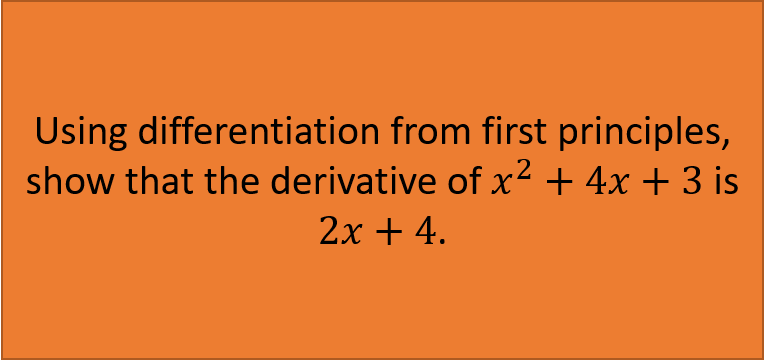 Using differentiation from first principles,
show that the derivative of 𝑥² + 4𝑥 + 3 is
2𝑥 + 4.